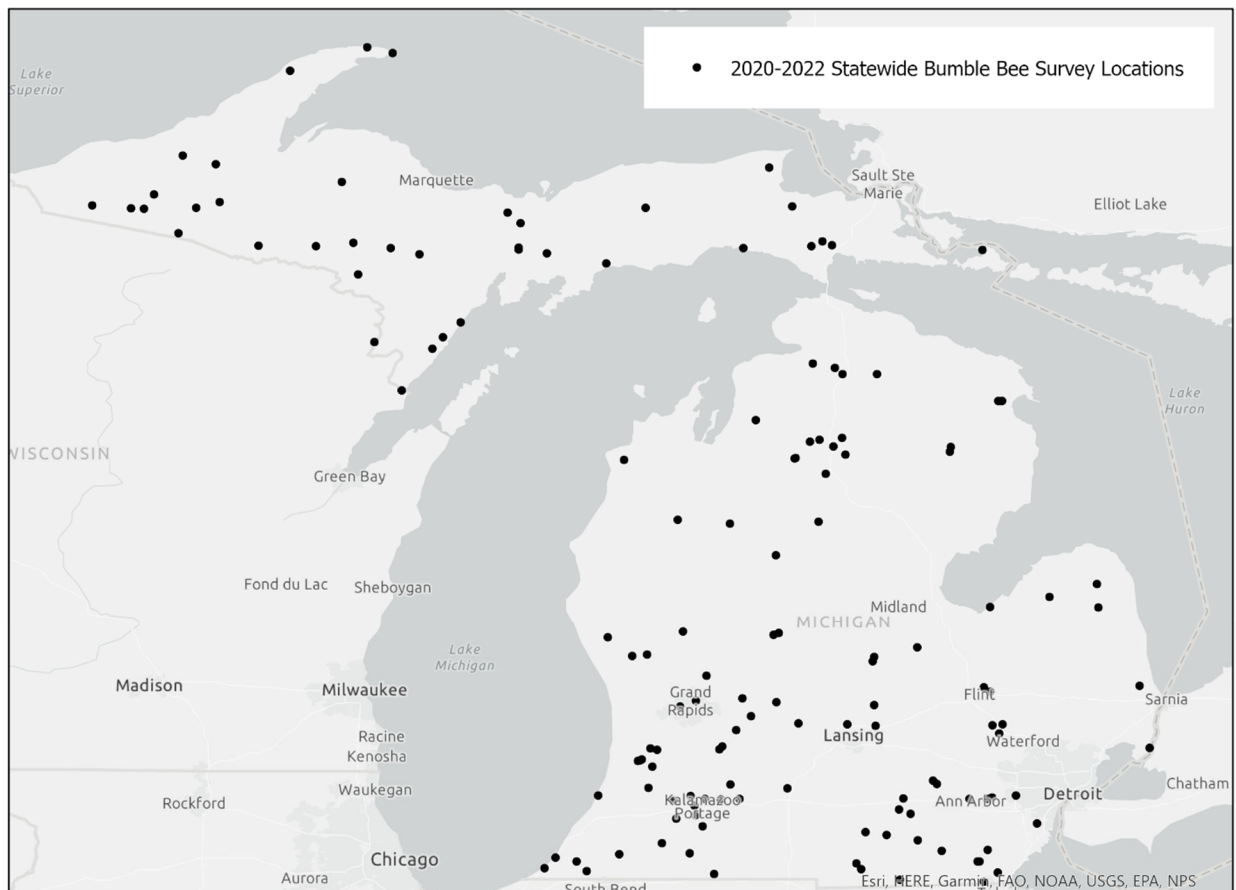 2020-2022 Statewide Bumble Bee Survey Locations
Lake
Superior
Marquette
Sault Ste
Marie
Elliot Lake
Lake
Huron
WISCONSIN
Green Bay
Fond du Lac
Sheboygan
Midland
MICHIGAN
Lake
Michigan
Madison
Milwaukee
Grand
Rapids
Flint
Sarnia
Racine
Kenosha
Lansing
Waterford
Waukegan
Rockford
Kalamazoo
Portage
Ann Arbor
Detroit
Chatham
Chicago
Aurora
South Bend
Esri, HERE, Garmin, FAO, NOAA, USGS, EPA, NPS